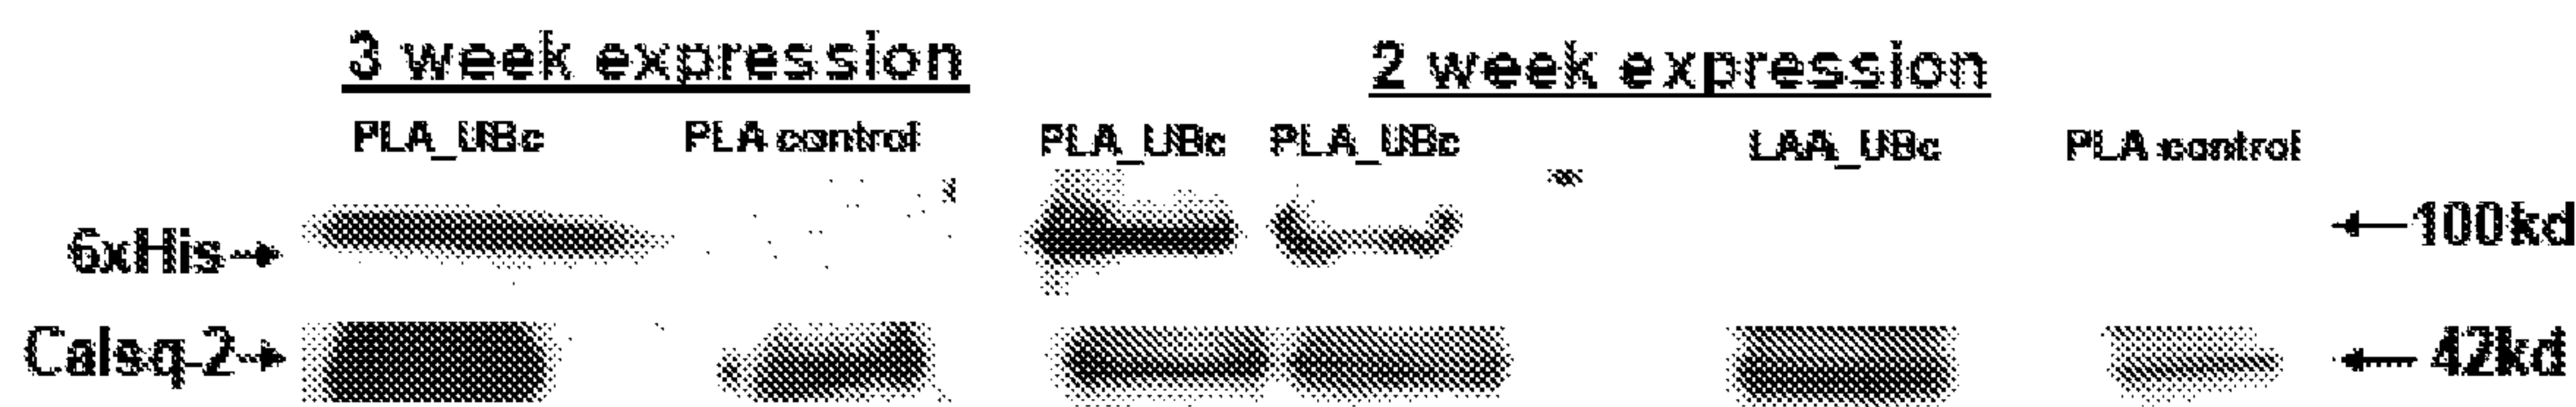 3 week expression 2 week expression
PLA_UBc PLA control PLA_UBc PLA_UBc LAA_UBc PLA control
6xHis 100kd
Calsq-2 42kd